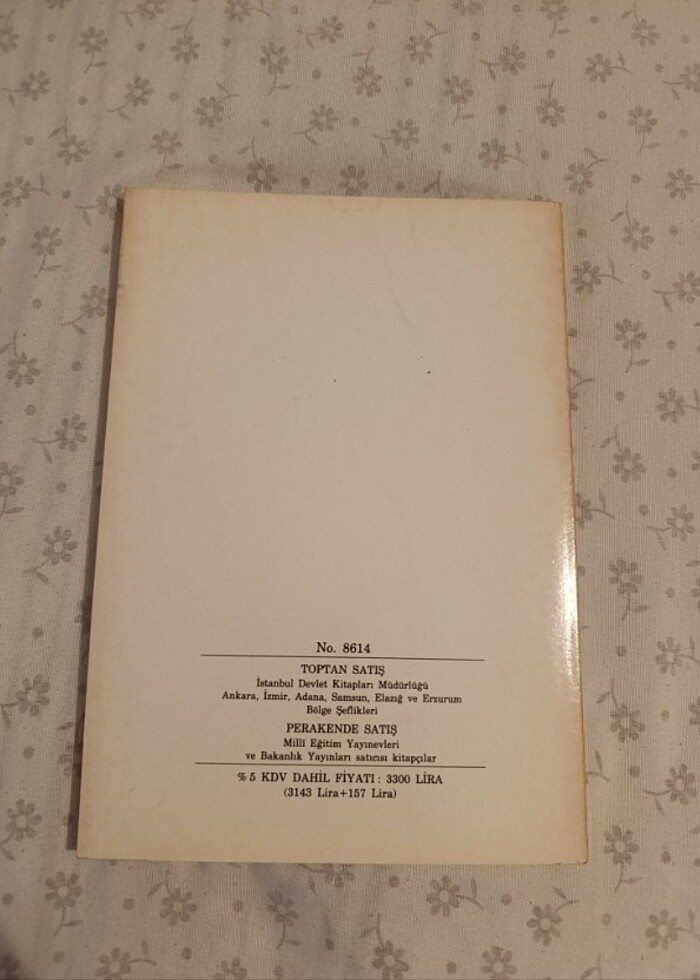 No. 8614
TOPTAN SATIŞ
İstanbul Devlet Kitapları Müdürlüğü
Ankara, İzmir, Adana, Samsun, Elazığ ve Erzurum
Bölge Şeflikleri
PERAKENDE SATIŞ
Millî Eğitim Yayınevleri
ve Bakanlık Yayınları satıcısı kitapçılar
% 5 KDV DAHİL FİYATI : 3300 LİRA
(3143 Lira+157 Lira)